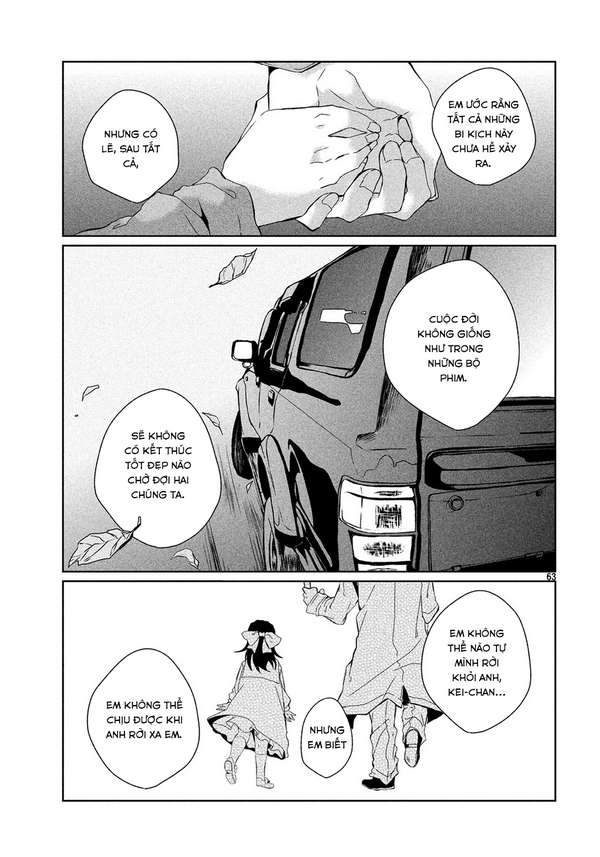 EM ƯỚC RẰNG
TẤT CẢ NHỮNG
BI KỊCH NÀY
CHƯA HỀ XẢY
RA.
NHƯNG CÓ
LẼ, SAU TẤT
CẢ,
CUỘC ĐỜI
KHÔNG GIỐNG
NHƯ TRONG
NHỮNG BỘ
PHIM.
SẼ KHÔNG
CÓ KẾT THÚC
TỐT ĐẸP NÀO
CHỜ ĐỢI HAI
CHÚNG TA.
63
EM KHÔNG
THỂ NÀO TỰ
MÌNH RỜI
KHỎI ANH,
KEI-CHAN...
NHƯNG
EM BIẾT
EM KHÔNG THỂ
CHỊU ĐƯỢC KHI
ANH RỜI XA EM.